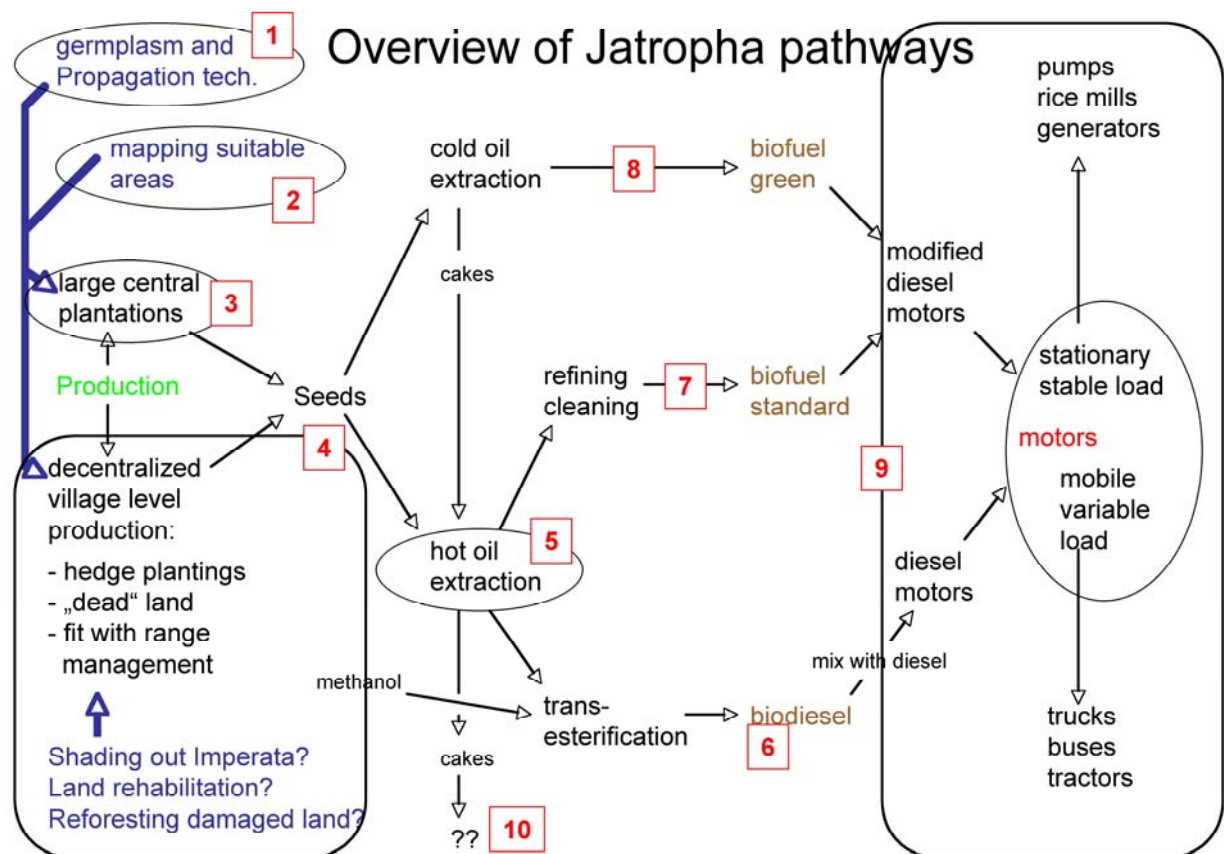 Overview of Jatropha pathways
1
germplasm and
Propagation tech.
mapping suitable
areas
2
large central
plantations
3
Production
decentralized
village level
production:
- hedge plantings
- „dead“ land
- fit with range
management
4
Shading out Imperata?
Land rehabilitation?
Reforesting damaged land?
Seeds
cold oil
extraction
cakes
hot oil
extraction
5
methanol
cakes
??
10
8
biofuel
green
refining
cleaning
7
biofuel
standard
trans-
esterification
biodiesel
6
mix with diesel
modified
diesel
motors
9
diesel
motors
pumps
rice mills
generators
stationary
stable load
motors
mobile
variable
load
trucks
buses
tractors